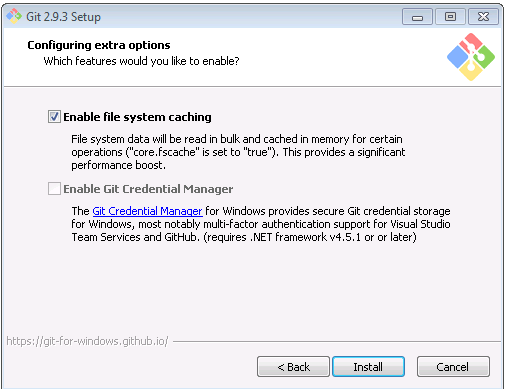 Git 2.9.3 Setup
Configuring extra options
Which features would you like to enable?
Enable file system caching
File system data will be read in bulk and cached in memory for certain
operations ("core.fscache" is set to "true"). This provides a significant
performance boost.
Enable Git Credential Manager
The Git Credential Manager for Windows provides secure Git credential storage
for Windows, most notably multi-factor authentication support for Visual Studio
Team Services and GitHub. (requires .NET framework v4.5.1 or or later)
https://git-for-windows.github.io/
< Back
Install
Cancel